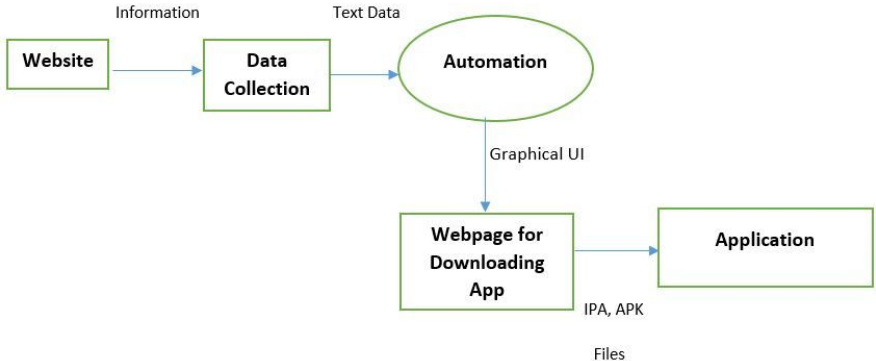 Information
Text Data
Website
Data
Collection
Automation
Graphical UI
Webpage for
Downloading
App
Application
IPA, APK
Files